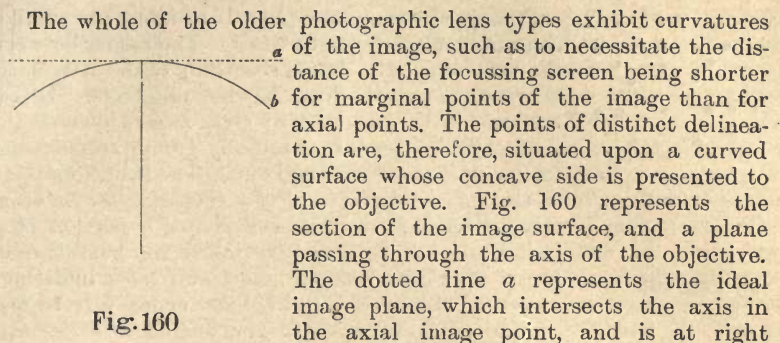 The whole of the older photographic lens types exhibit curvatures
a of the image, such as to necessitate the dis-
tance of the focussing screen being shorter
b for marginal points of the image than for
axial points. The points of distinct delinea-
tion are, therefore, situated upon a curved
surface whose concave side is presented to
the objective. Fig. 160 represents the
section of the image surface, and a plane
passing through the axis of the objective.
The dotted line a represents the ideal
image plane, which intersects the axis in
the axial image point, and is at right
Fig. 160